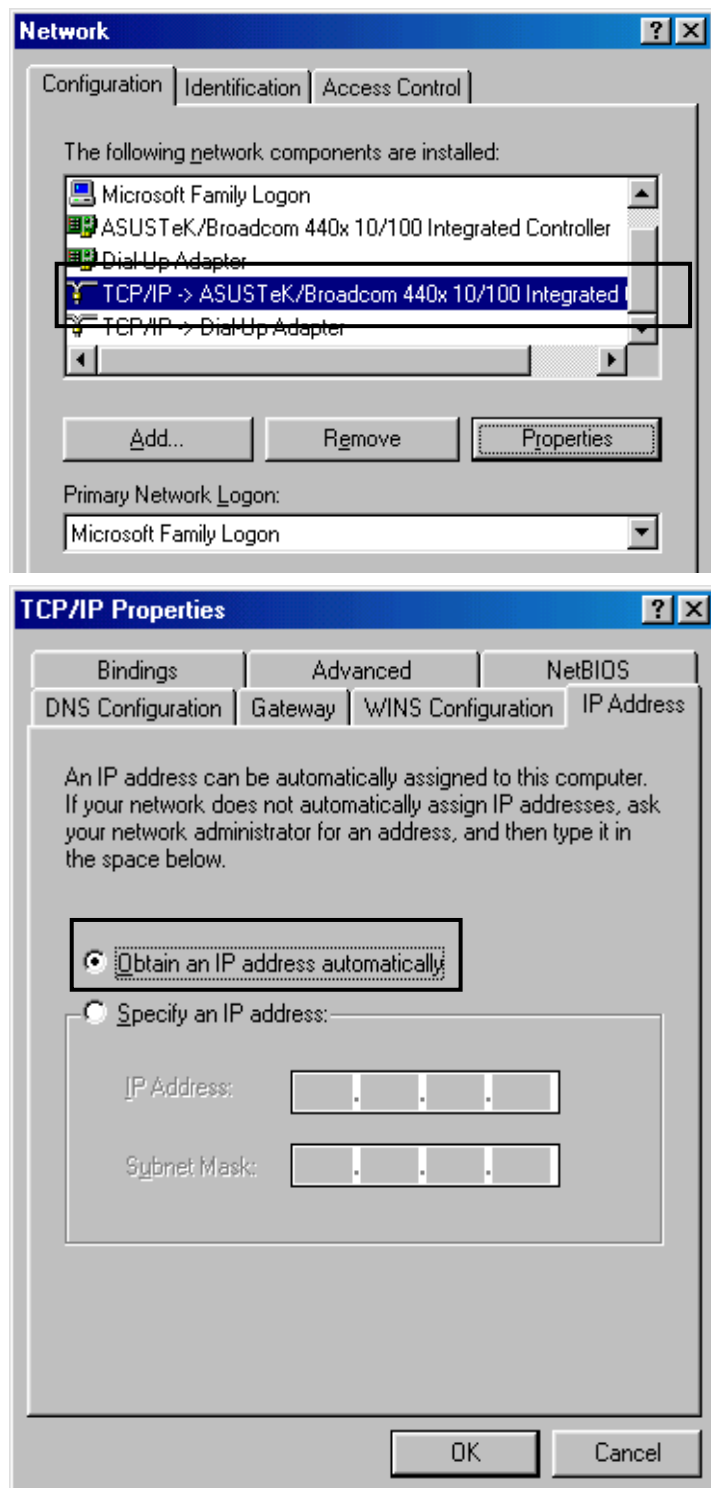 Network
Configuration Identification Access Control
The following network components are installed:
Microsoft Family Logon
ASUSTeK/Broadcom 440x 10/100 Integrated Controller
Dial-Up Adapter
TCP/IP -> ASUSTeK/Broadcom 440x 10/100 Integrated
TCP/IP -> Dial-Up Adapter
Add... Remove Properties
Primary Network Logon:
Microsoft Family Logon
TCP/IP Properties
Bindings Advanced NetBIOS
DNS Configuration Gateway WINS Configuration IP Address
An IP address can be automatically assigned to this computer.
If your network does not automatically assign IP addresses, ask
your network administrator for an address, and then type it in
the space below.
Obtain an IP address automatically
Specify an IP address:
IP Address:
. . .
Subnet Mask:
. . .
OK Cancel